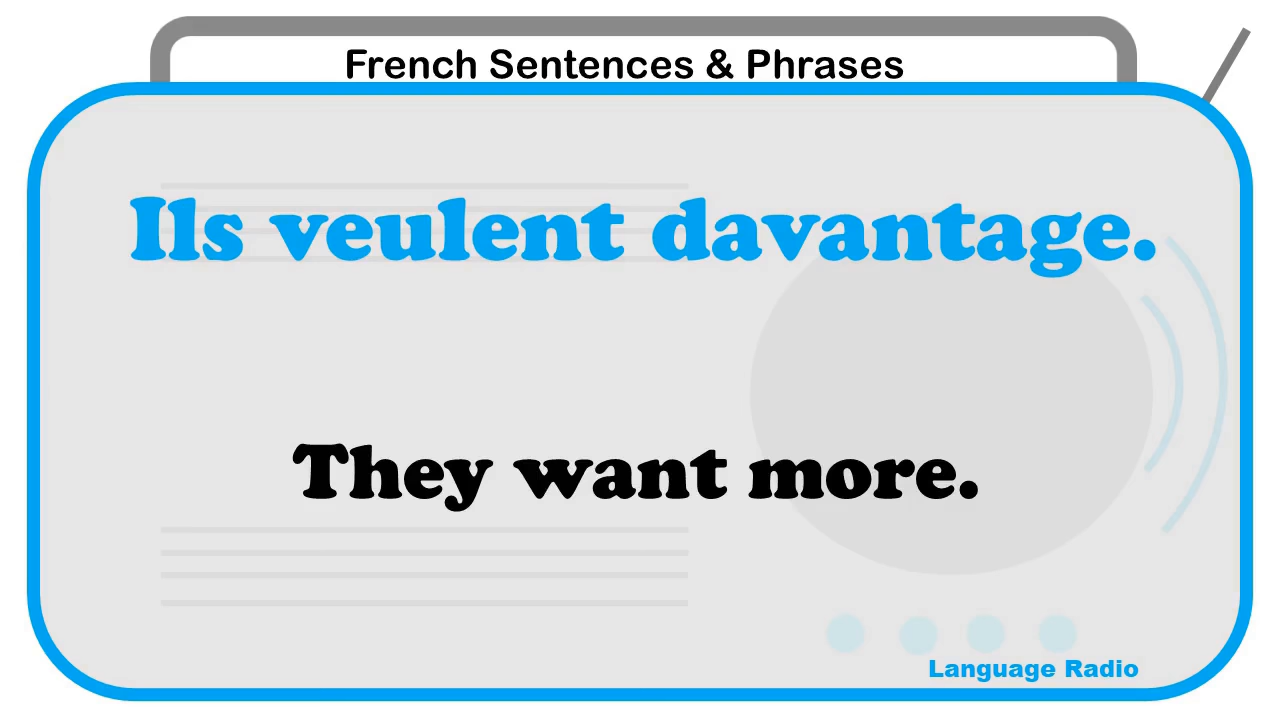 French Sentences & Phrases
Ils veulent davantage.
They want more.
Language Radio